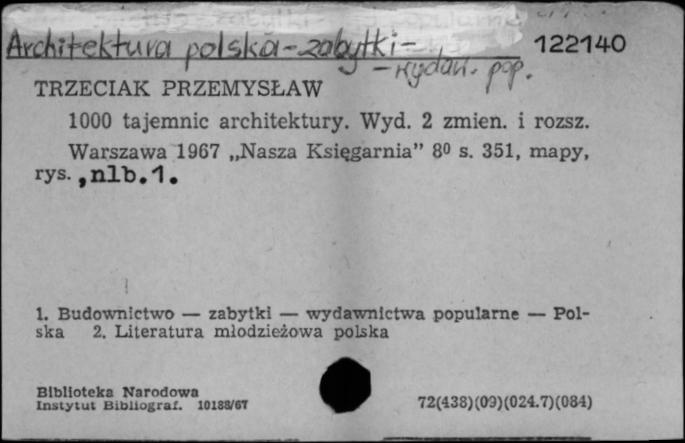 Architektura polska - zabytki - 122140
- wydaw. pop.
TRZECIAK PRZEMYSŁAW
1000 tajemnic architektury. Wyd. 2 zmien. i rozsz.
Warszawa 1967 „Nasza Księgarnia” 8⁰ s. 351, mapy,
rys. , nlb. 1.
1. Budownictwo — zabytki — wydawnictwa popularne — Pol-
ska 2. Literatura młodzieżowa polska
Biblioteka Narodowa
Instytut Bibliograf. 10188/67 72(438)(09)(024.7)(084)